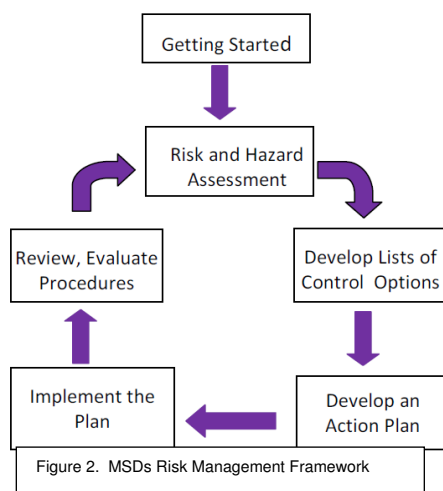 Getting Started
Risk and Hazard
Assessment
Review, Evaluate
Procedures
Develop Lists of
Control Options
Implement the
Plan
Develop an
Action Plan
Figure 2. MSDs Risk Management Framework